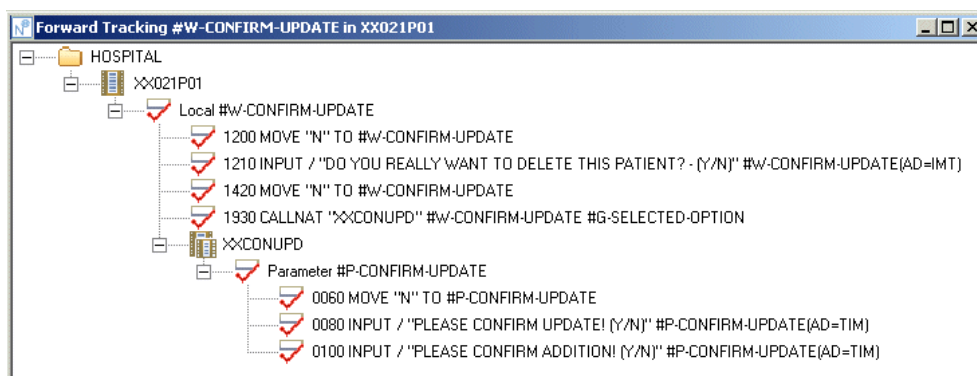 Forward Tracking #W-CONFIRM-UPDATE in XX021P01
HOSPITAL
XX021P01
Local #W-CONFIRM-UPDATE
1200 MOVE "N" TO #W-CONFIRM-UPDATE
1210 INPUT / "DO YOU REALLY WANT TO DELETE THIS PATIENT? - (Y/N)" #W-CONFIRM-UPDATE(AD=IMT)
1420 MOVE "N" TO #W-CONFIRM-UPDATE
1930 CALLNAT "XXCONUPD" #W-CONFIRM-UPDATE #G-SELECTED-OPTION
XXCONUPD
Parameter #P-CONFIRM-UPDATE
0060 MOVE "N" TO #P-CONFIRM-UPDATE
0080 INPUT / "PLEASE CONFIRM UPDATE! (Y/N)" #P-CONFIRM-UPDATE(AD=TIM)
0100 INPUT / "PLEASE CONFIRM ADDITION! (Y/N)" #P-CONFIRM-UPDATE(AD=TIM)